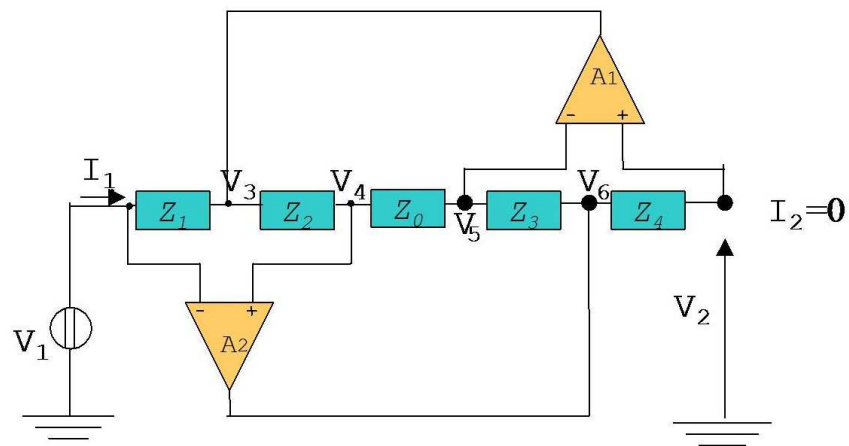 A1
- +
I₁
V₃
V₄
V₆
Z₁
Z₂
Z₀
V₅
Z₃
Z₄
I₂=0
- +
A2
V₁
V₂